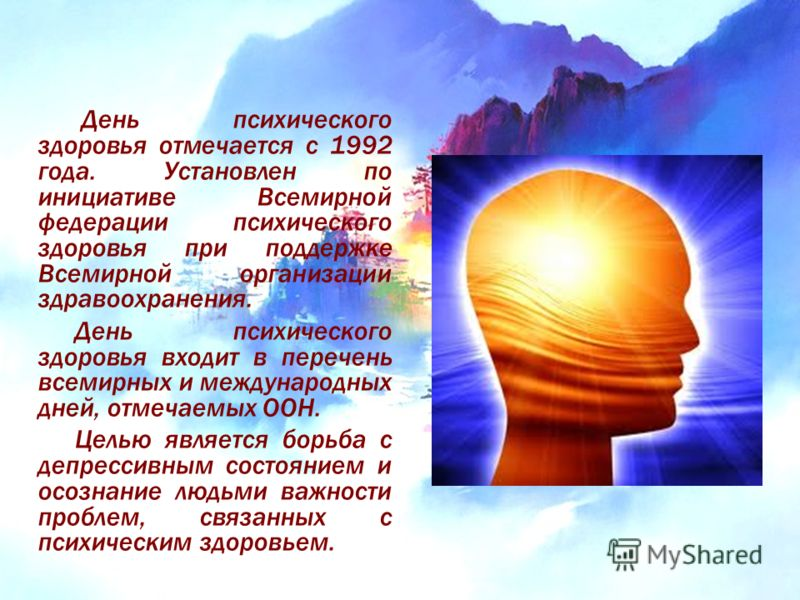 День психического
здоровья отмечается с 1992
года. Установлен по
инициативе Всемирной
федерации психического
здоровья при поддержке
Всемирной организации
здравоохранения.
День психического
здоровья входит в перечень
всемирных и международных
дней, отмечаемых ООН.
Целью является борьба с
депрессивным состоянием и
осознание людьми важности
проблем, связанных с
психическим здоровьем.
MyShared